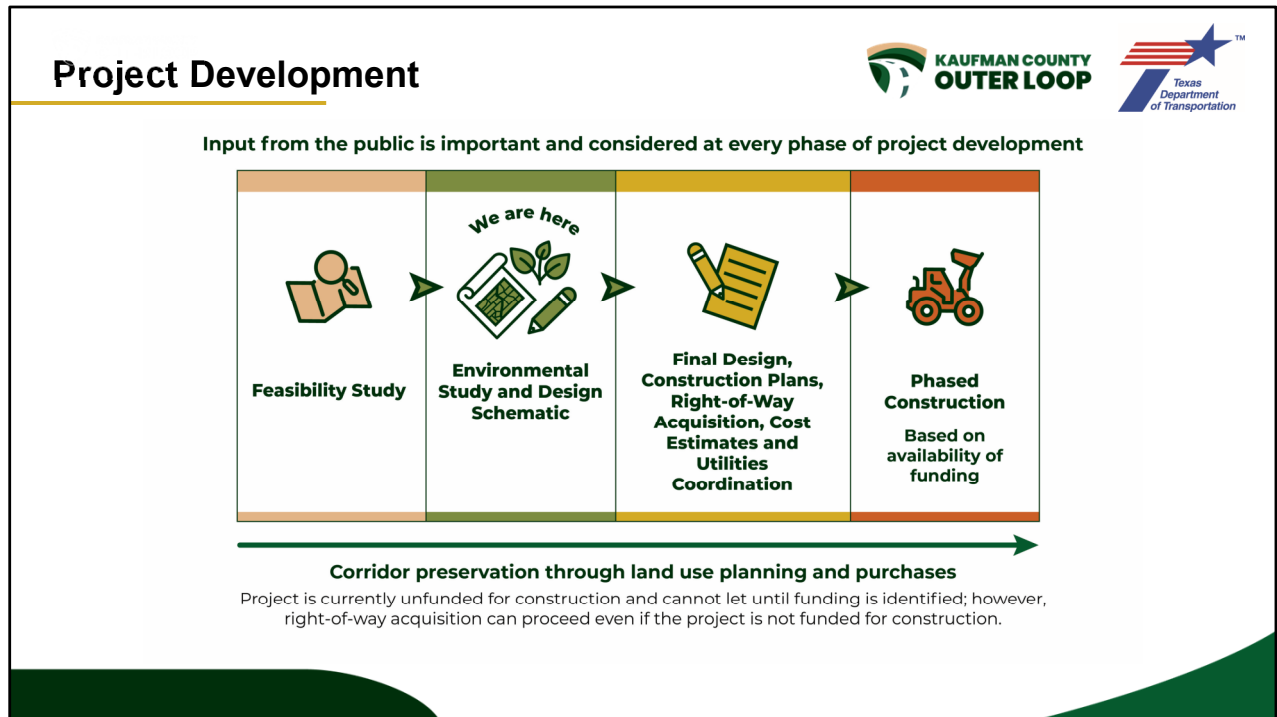 Project Development
KAUFMAN COUNTY
OUTER LOOP
TM
Texas
Department
of Transportation
Input from the public is important and considered at every phase of project development
We are here
Feasibility Study
Environmental
Study and Design
Schematic
Final Design,
Construction Plans,
Right-of-Way
Acquisition, Cost
Estimates and
Utilities
Coordination
Phased
Construction
Based on
availability of
funding
Corridor preservation through land use planning and purchases
Project is currently unfunded for construction and cannot let until funding is identified; however,
right-of-way acquisition can proceed even if the project is not funded for construction.